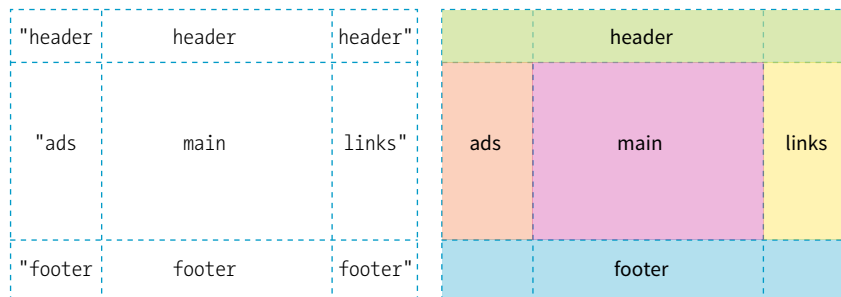 "header header header"
"ads main links"
"footer footer footer"
header
ads main links
footer